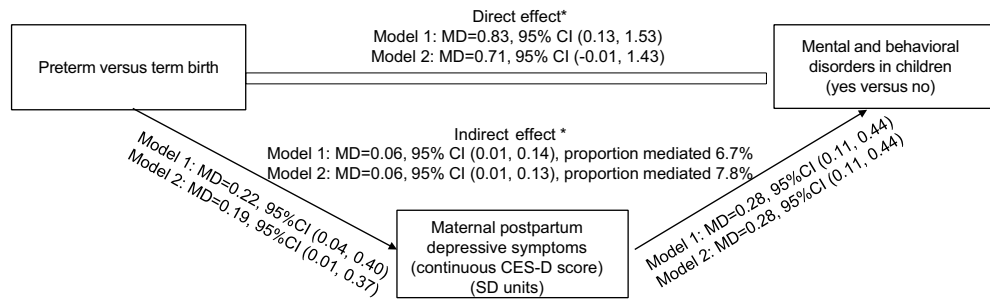 Direct effect*
Model 1: MD=0.83, 95% CI (0.13, 1.53)
Model 2: MD=0.71, 95% CI (-0.01, 1.43)
Preterm versus term birth
Mental and behavioral
disorders in children
(yes versus no)
Indirect effect *
Model 1: MD=0.06, 95% CI (0.01, 0.14), proportion mediated 6.7%
Model 2: MD=0.06, 95% CI (0.01, 0.13), proportion mediated 7.8%
Model 1: MD=0.22, 95%CI (0.04, 0.40)
Model 2: MD=0.19, 95%CI (0.01, 0.37)
Maternal postpartum
depressive symptoms
(continuous CES-D score)
(SD units)
Model 1: MD=0.28, 95%CI (0.11, 0.44)
Model 2: MD=0.28, 95%CI (0.11, 0.44)